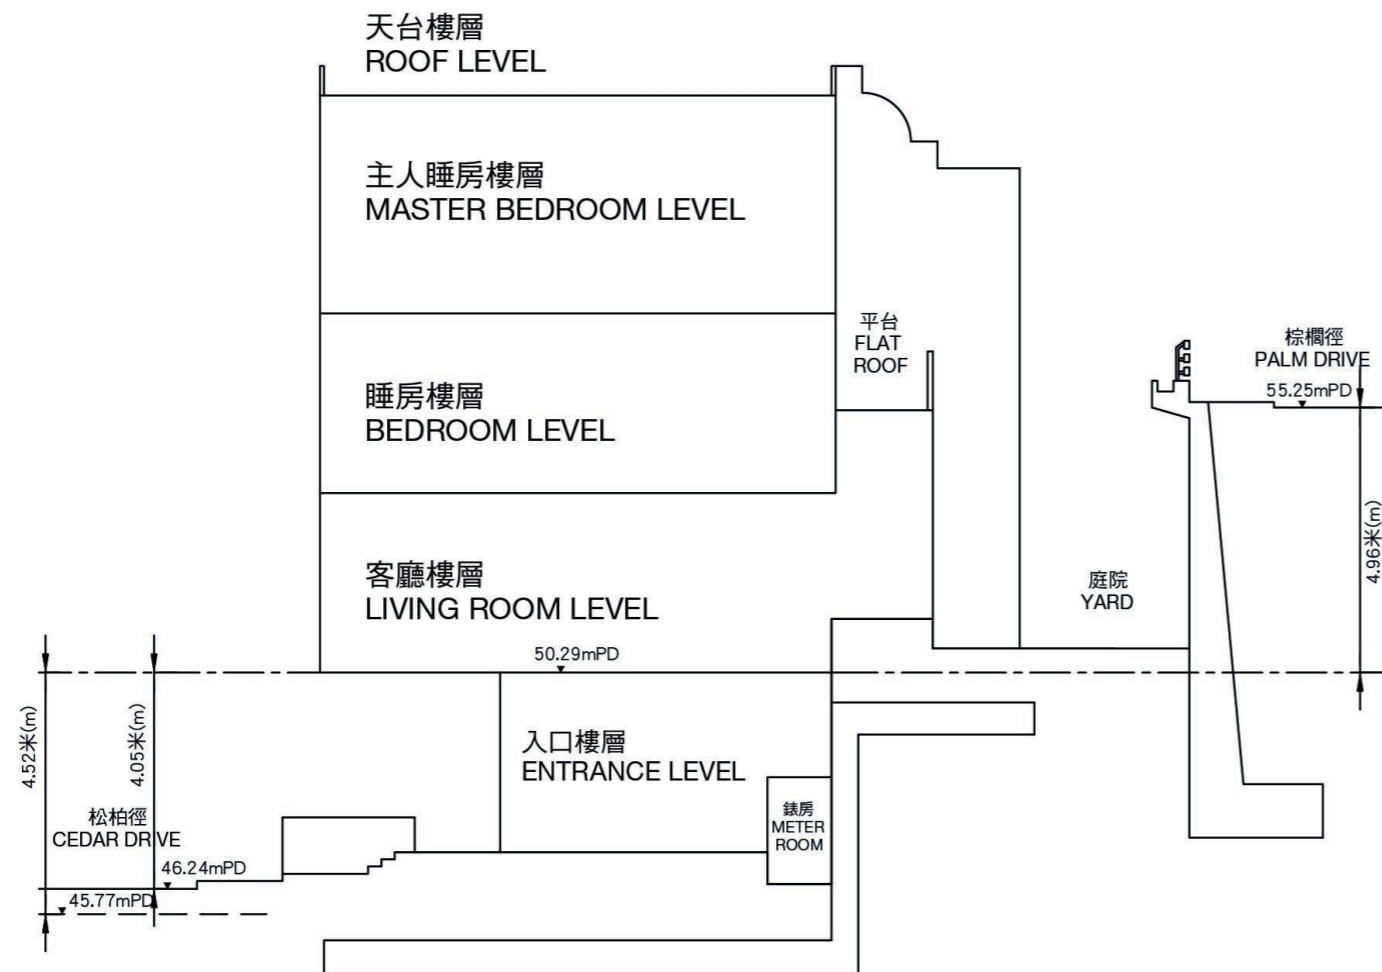 天台樓層
ROOF LEVEL
主人睡房樓層
MASTER BEDROOM LEVEL
平台
FLAT
ROOF
棕櫚徑
PALM DRIVE
55.25mPD
睡房樓層
BEDROOM LEVEL
4.96米(m)
客廳樓層
LIVING ROOM LEVEL
庭院
YARD
50.29mPD
4.52米(m)
4.05米(m)
入口樓層
ENTRANCE LEVEL
錶房
METER
ROOM
松柏徑
CEDAR DRIVE
46.24mPD
45.77mPD